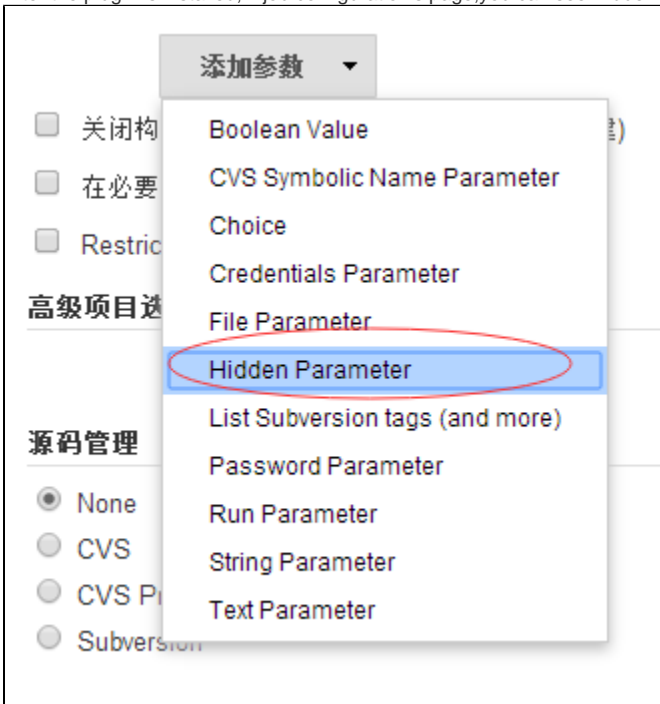 添加参数
关闭构
在必要
Restric
高级项目选
源码管理
None
CVS
CVS
Subversion
Boolean Value
CVS Symbolic Name Parameter
Choice
Credentials Parameter
File Parameter
Hidden Parameter
List Subversion tags (and more)
Password Parameter
Run Parameter
String Parameter
Text Parameter